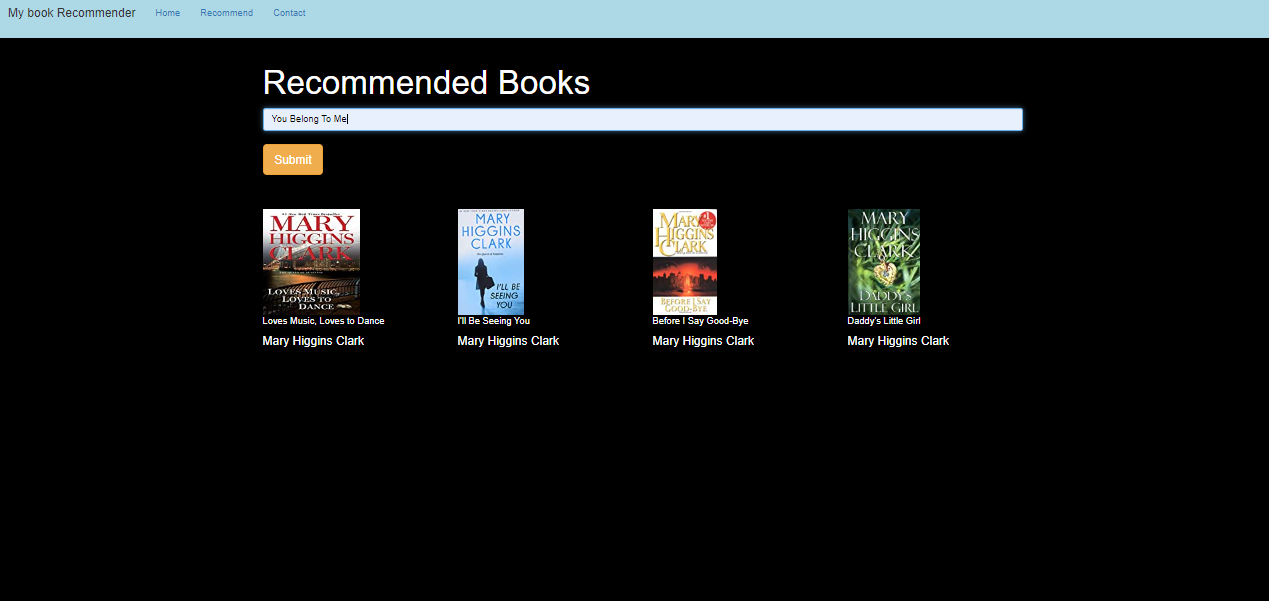 My book Recommender Home Recommend Contact
Recommended Books
You Belong To Me
Submit
MARY
HIGGINS
CLARK
LOVES MUSIC,
LOVES TO
DANCE
Loves Music, Loves to Dance
Mary Higgins Clark
MARY
HIGGINS
CLARK
I'LL BE
SEEING
YOU
I'll Be Seeing You
Mary Higgins Clark
MARY
HIGGINS
CLARK
#1
BEFORE I SAY
GOOD-BYE
Before I Say Good-Bye
Mary Higgins Clark
MARY
HIGGINS
CLARK
DADDY'S
LITTLE GIRL
Daddy's Little Girl
Mary Higgins Clark